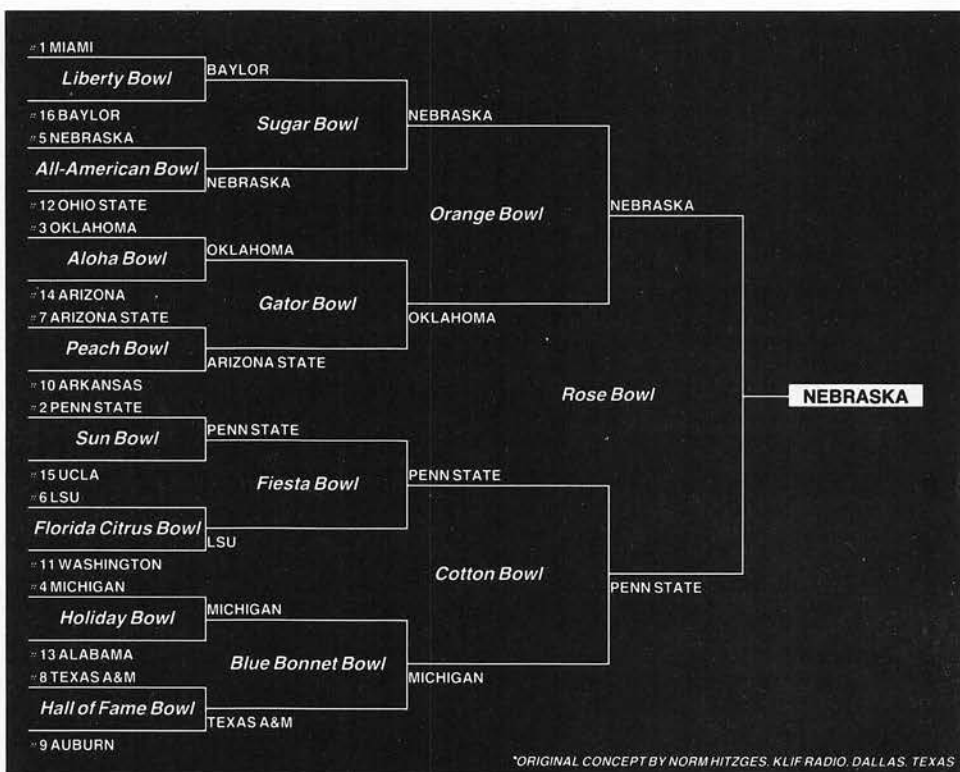 #1 MIAMI
Liberty Bowl
BAYLOR
#16 BAYLOR
Sugar Bowl
NEBRASKA
#5 NEBRASKA
All-American Bowl
NEBRASKA
#12 OHIO STATE
Orange Bowl
NEBRASKA
#3 OKLAHOMA
Aloha Bowl
OKLAHOMA
#14 ARIZONA
Gator Bowl
OKLAHOMA
#7 ARIZONA STATE
Peach Bowl
ARIZONA STATE
#10 ARKANSAS
Rose Bowl
NEBRASKA
#2 PENN STATE
Sun Bowl
PENN STATE
#15 UCLA
Fiesta Bowl
PENN STATE
#6 LSU
Florida Citrus Bowl
LSU
#11 WASHINGTON
Cotton Bowl
PENN STATE
#4 MICHIGAN
Holiday Bowl
MICHIGAN
#13 ALABAMA
Blue Bonnet Bowl
MICHIGAN
#8 TEXAS A&M
Hall of Fame Bowl
TEXAS A&M
#9 AUBURN
*ORIGINAL CONCEPT BY NORM HITZGES, KLIF RADIO, DALLAS, TEXAS